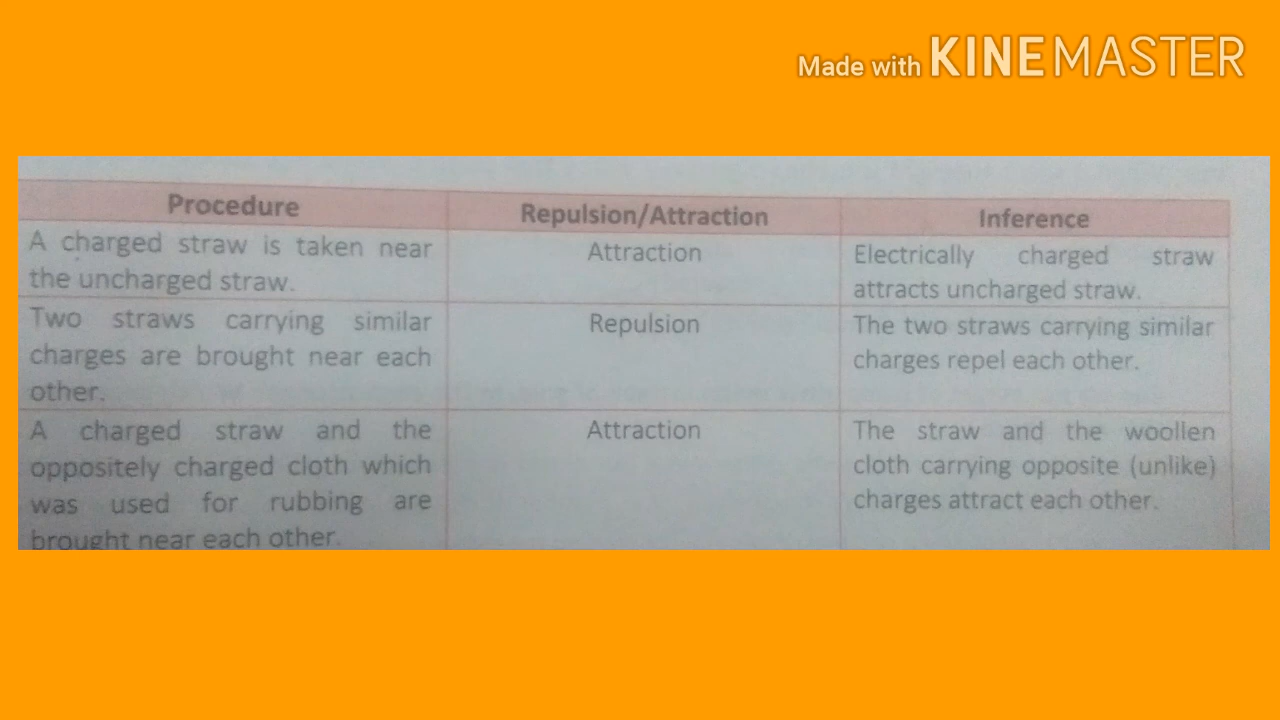 Made with KINEMASTER
Procedure
Repulsion/Attraction
Inference
A charged straw is taken near
the uncharged straw.
Attraction
Electrically charged straw
attracts uncharged straw.
Two straws carrying similar
charges are brought near each
other.
Repulsion
The two straws carrying similar
charges repel each other.
A charged straw and the
oppositely charged cloth which
was used for rubbing are
brought near each other.
Attraction
The straw and the woollen
cloth carrying opposite (unlike)
charges attract each other.